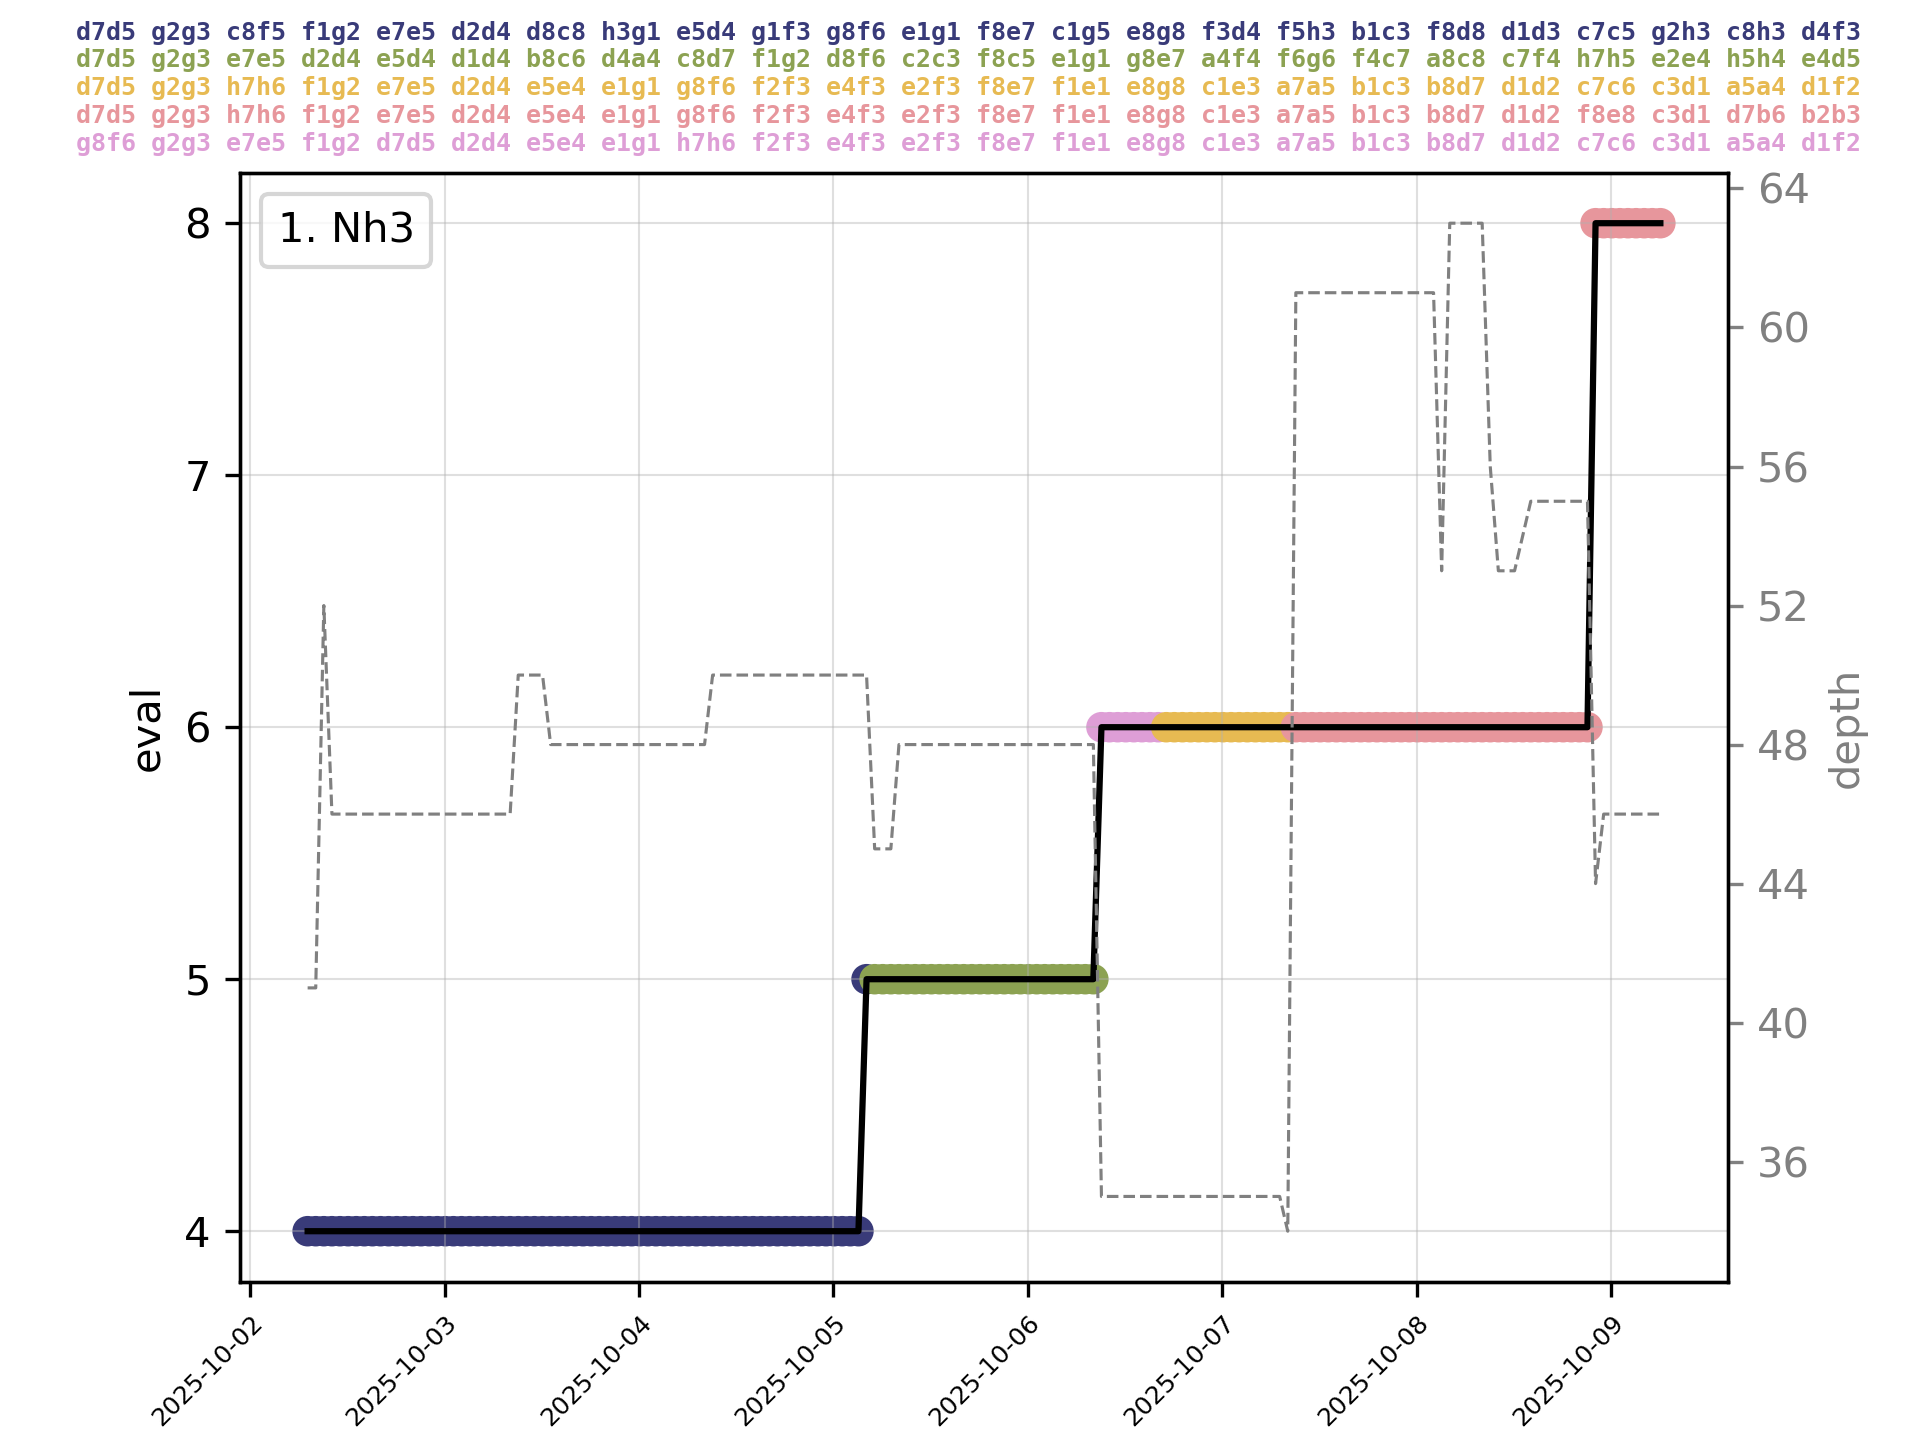 d7d5 g2g3 c8f5 f1g2 e7e5 d2d4 d8c8 h3g1 e5d4 g1f3 g8f6 e1g1 f8e7 c1g5 e8g8 f3d4 f5h3 b1c3 f8d8 d1d3 c7c5 g2h3 c8h3 d4f3
d7d5 g2g3 e7e5 d2d4 e5d4 d1d4 b8c6 d4a4 c8d7 f1g2 d8f6 c2c3 f8c5 e1g1 g8e7 a4f4 f6g6 f4c7 a8c8 c7f4 h7h5 e2e4 h5h4 e4d5
d7d5 g2g3 h7h6 f1g2 e7e5 d2d4 e5e4 e1g1 g8f6 f2f3 e4f3 e2f3 f8e7 f1e1 e8g8 c1e3 a7a5 b1c3 b8d7 d1d2 c7c6 c3d1 a5a4 d1f2
d7d5 g2g3 h7h6 f1g2 e7e5 d2d4 e5e4 e1g1 g8f6 f2f3 e4f3 e2f3 f8e7 f1e1 e8g8 c1e3 a7a5 b1c3 b8d7 d1d2 f8e8 c3d1 d7b6 b2b3
g8f6 g2g3 e7e5 f1g2 d7d5 d2d4 e5e4 e1g1 h7h6 f2f3 e4f3 e2f3 f8e7 f1e1 e8g8 c1e3 a7a5 b1c3 b8d7 d1d2 c7c6 c3d1 a5a4 d1f2
1. Nh3
8
7
6
5
4
eval
64
60
56
52
48
44
40
36
depth
2025-10-02
2025-10-03
2025-10-04
2025-10-05
2025-10-06
2025-10-07
2025-10-08
2025-10-09